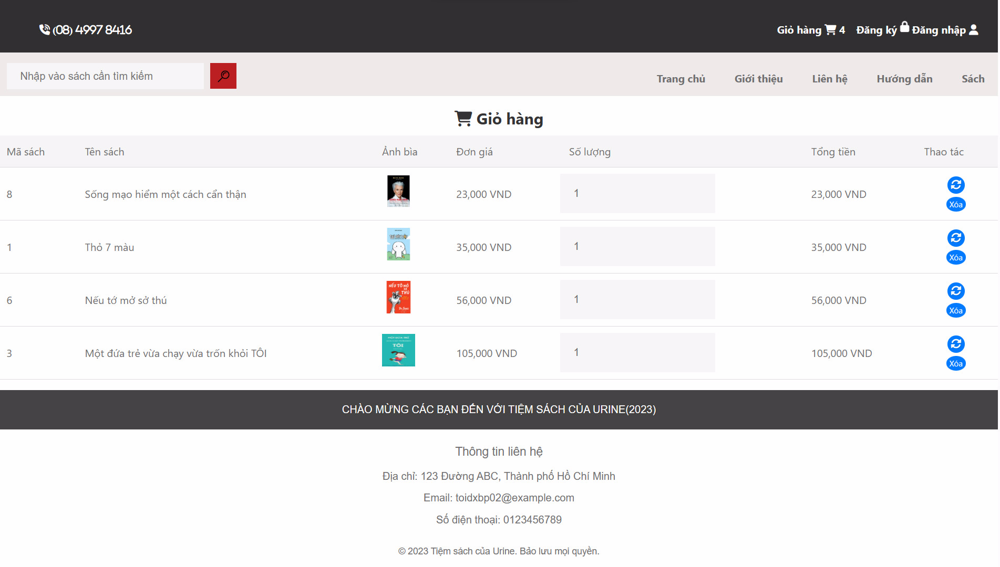 (08) 4997 8416
Giỏ hàng 4 Đăng ký Đăng nhập
Nhập vào sách cần tìm kiếm
Trang chủ Giới thiệu Liên hệ Hướng dẫn Sách
Giỏ hàng
Mã sách Tên sách Ảnh bìa Đơn giá Số lượng Tổng tiền Thao tác
8 Sống mạo hiểm một cách cẩn thận 23,000 VND 1 23,000 VND
Xóa
1 Thỏ 7 màu 35,000 VND 1 35,000 VND
Xóa
NẾU TỚ MỞ
SỞ
THÚ
6 Nếu tớ mở sở thú 56,000 VND 1 56,000 VND
Xóa
TÔI
3 Một đứa trẻ vừa chạy vừa trốn khỏi TÔI 105,000 VND 1 105,000 VND
Xóa
CHÀO MỪNG CÁC BẠN ĐẾN VỚI TIỆM SÁCH CỦA URINE(2023)
Thông tin liên hệ
Địa chỉ: 123 Đường ABC, Thành phố Hồ Chí Minh
Email: toidxbp02@example.com
Số điện thoại: 0123456789
© 2023 Tiệm sách của Urine. Bảo lưu mọi quyền.